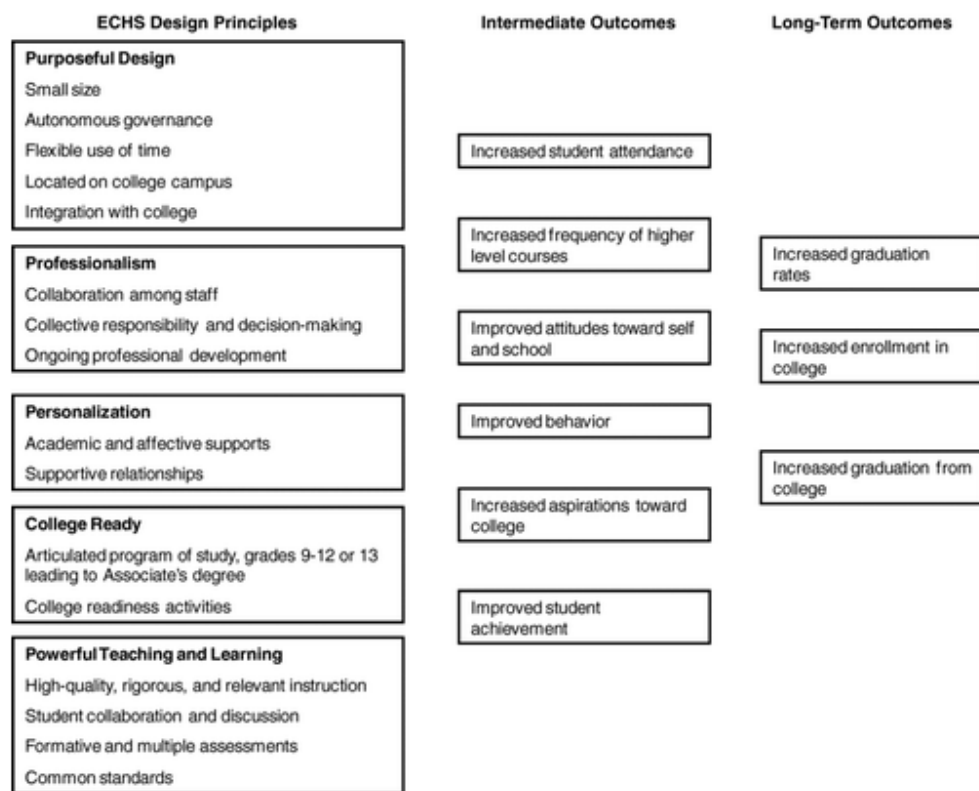 ECHS Design Principles
Purposeful Design
Small size
Autonomous governance
Flexible use of time
Located on college campus
Integration with college
Professionalism
Collaboration among staff
Collective responsibility and decision-making
Ongoing professional development
Personalization
Academic and affective supports
Supportive relationships
College Ready
Articulated program of study, grades 9-12 or 13
leading to Associate's degree
College readiness activities
Powerful Teaching and Learning
High-quality, rigorous, and relevant instruction
Student collaboration and discussion
Formative and multiple assessments
Common standards
Intermediate Outcomes
Increased student attendance
Increased frequency of higher
level courses
Improved attitudes toward self
and school
Improved behavior
Increased aspirations toward
college
Improved student
achievement
Long-Term Outcomes
Increased graduation
rates
Increased enrollment in
college
Increased graduation from
college